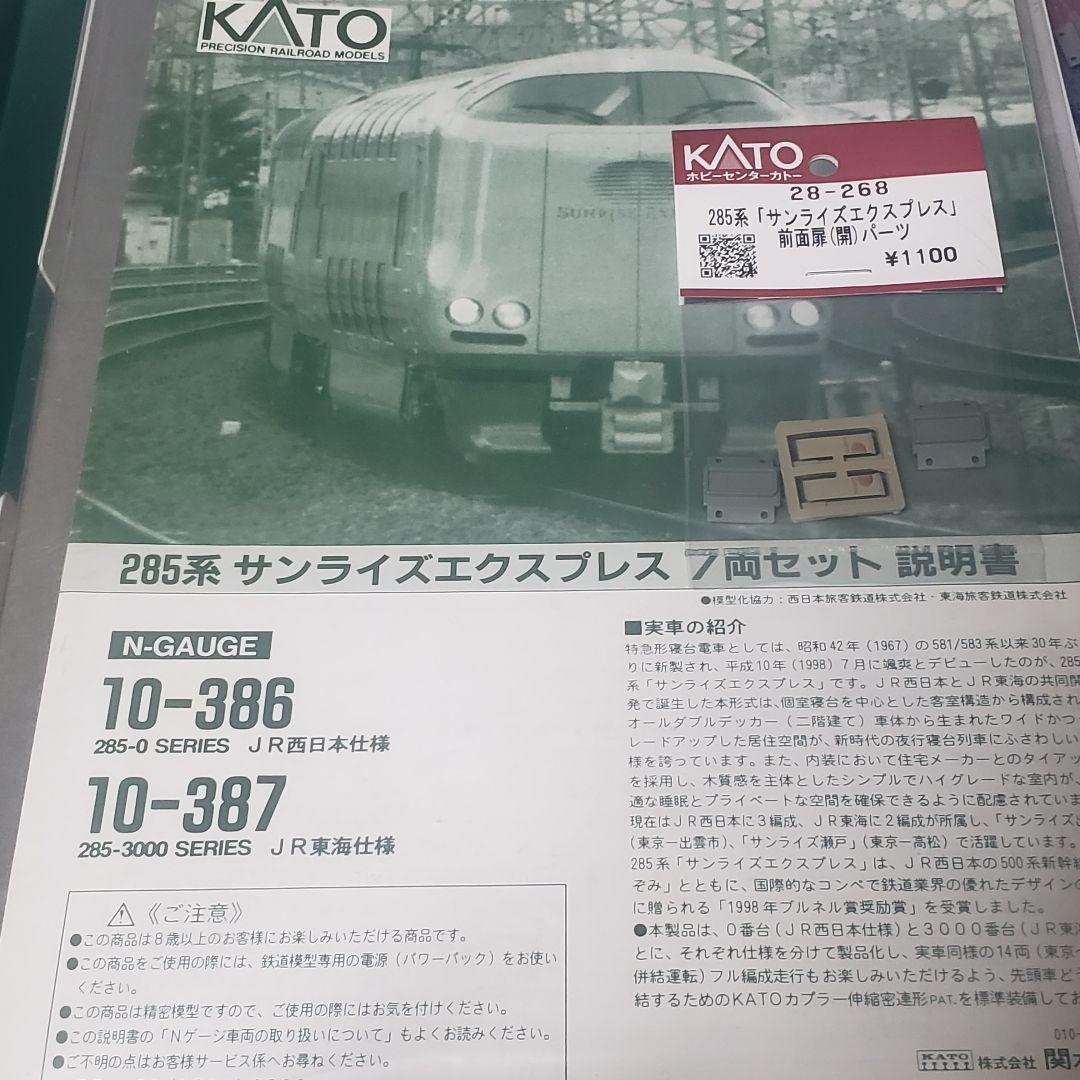 KATO
PRECISION RAILROAD MODELS
KATO
ホビーセンターカトー
28-268
285系「サンライズエクスプレス」
前面扉(開)パーツ
¥1100
285系 サンライズエクスプレス 7両セット 説明書
●模型化協力：西日本旅客鉄道株式会社・東海旅客鉄道株式会社
N-GAUGE
10-386
285-0 SERIES JR西日本仕様
10-387
285-3000 SERIES JR東海仕様
《ご注意》
●この商品は8歳以上のお客様にお楽しみいただける商品です。
●この商品をご使用の際には、鉄道模型専用の電源（パワーパック）をお使い
ください。
●この商品は精密模型ですので、ご使用の際にはお気を付けください。
●この説明書の「Nゲージ車両の取り扱いについて」もよくお読みください。
●ご不明の点はお客様サービス係へお尋ねください。
■実車の紹介
特急形寝台電車としては、昭和42年（1967）の581/583系以来30年ぶ
りに新製され、平成10年（1998）7月に颯爽とデビューしたのが、285
系「サンライズエクスプレス」です。JR西日本とJR東海の共同開
発で誕生した本形式は、個室寝台を中心とした客室構造から構成され
オールダブルデッカー（二階建て）車体から生まれたワイドかつ
レードアップした居住空間が、新時代の夜行寝台列車にふさわしい
様を誇っています。また、内装において住宅メーカーとのタイアッ
を採用し、木質感を主体としたシンプルでハイグレードな室内が、
適な睡眠とプライベートな空間を確保できるように配慮されていま
現在はJR西日本に3編成、JR東海に2編成が所属し、「サンライズ出
（東京ー出雲市）、「サンライズ瀬戸」（東京ー高松）で活躍しています。
285系「サンライズエクスプレス」は、JR西日本の500系新幹線
ぞみ」とともに、国際的なコンペで鉄道業界の優れたデザインの
に贈られる「1998年ブルネル賞奨励賞」を受賞しました。
●本製品は、0番台（JR西日本仕様）と3000番台（JR東海
とに、それぞれ仕様を分けて製品化し、実車同様の14両（東京ー
併結運転）フル編成走行もお楽しみいただけるよう、先頭車ど
結するためのKATOカプラー伸縮密連形PAT.を標準装備してお
010-
KATO 株式会社 関